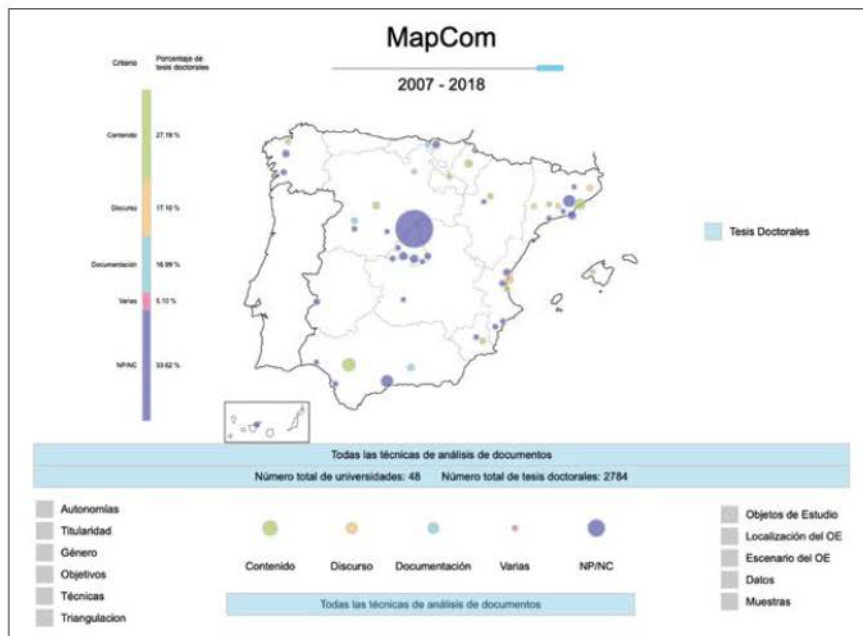 MapCom
2007 - 2018
Criterio
Porcentaje de
tesis doctorales
Contenido 27.19 %
Discurso 17.10 %
Documentación 16.99 %
Varias 5.10 %
NP/NC 33.62 %
Tesis Doctorales
Todas las técnicas de análisis de documentos
Número total de universidades: 48 Número total de tesis doctorales: 2784
Autonomías
Titularidad
Género
Objetivos
Técnicas
Triangulacion
Contenido Discurso Documentación Varias NP/NC
Todas las técnicas de análisis de documentos
Objetos de Estudio
Localización del OE
Escenario del OE
Datos
Muestras